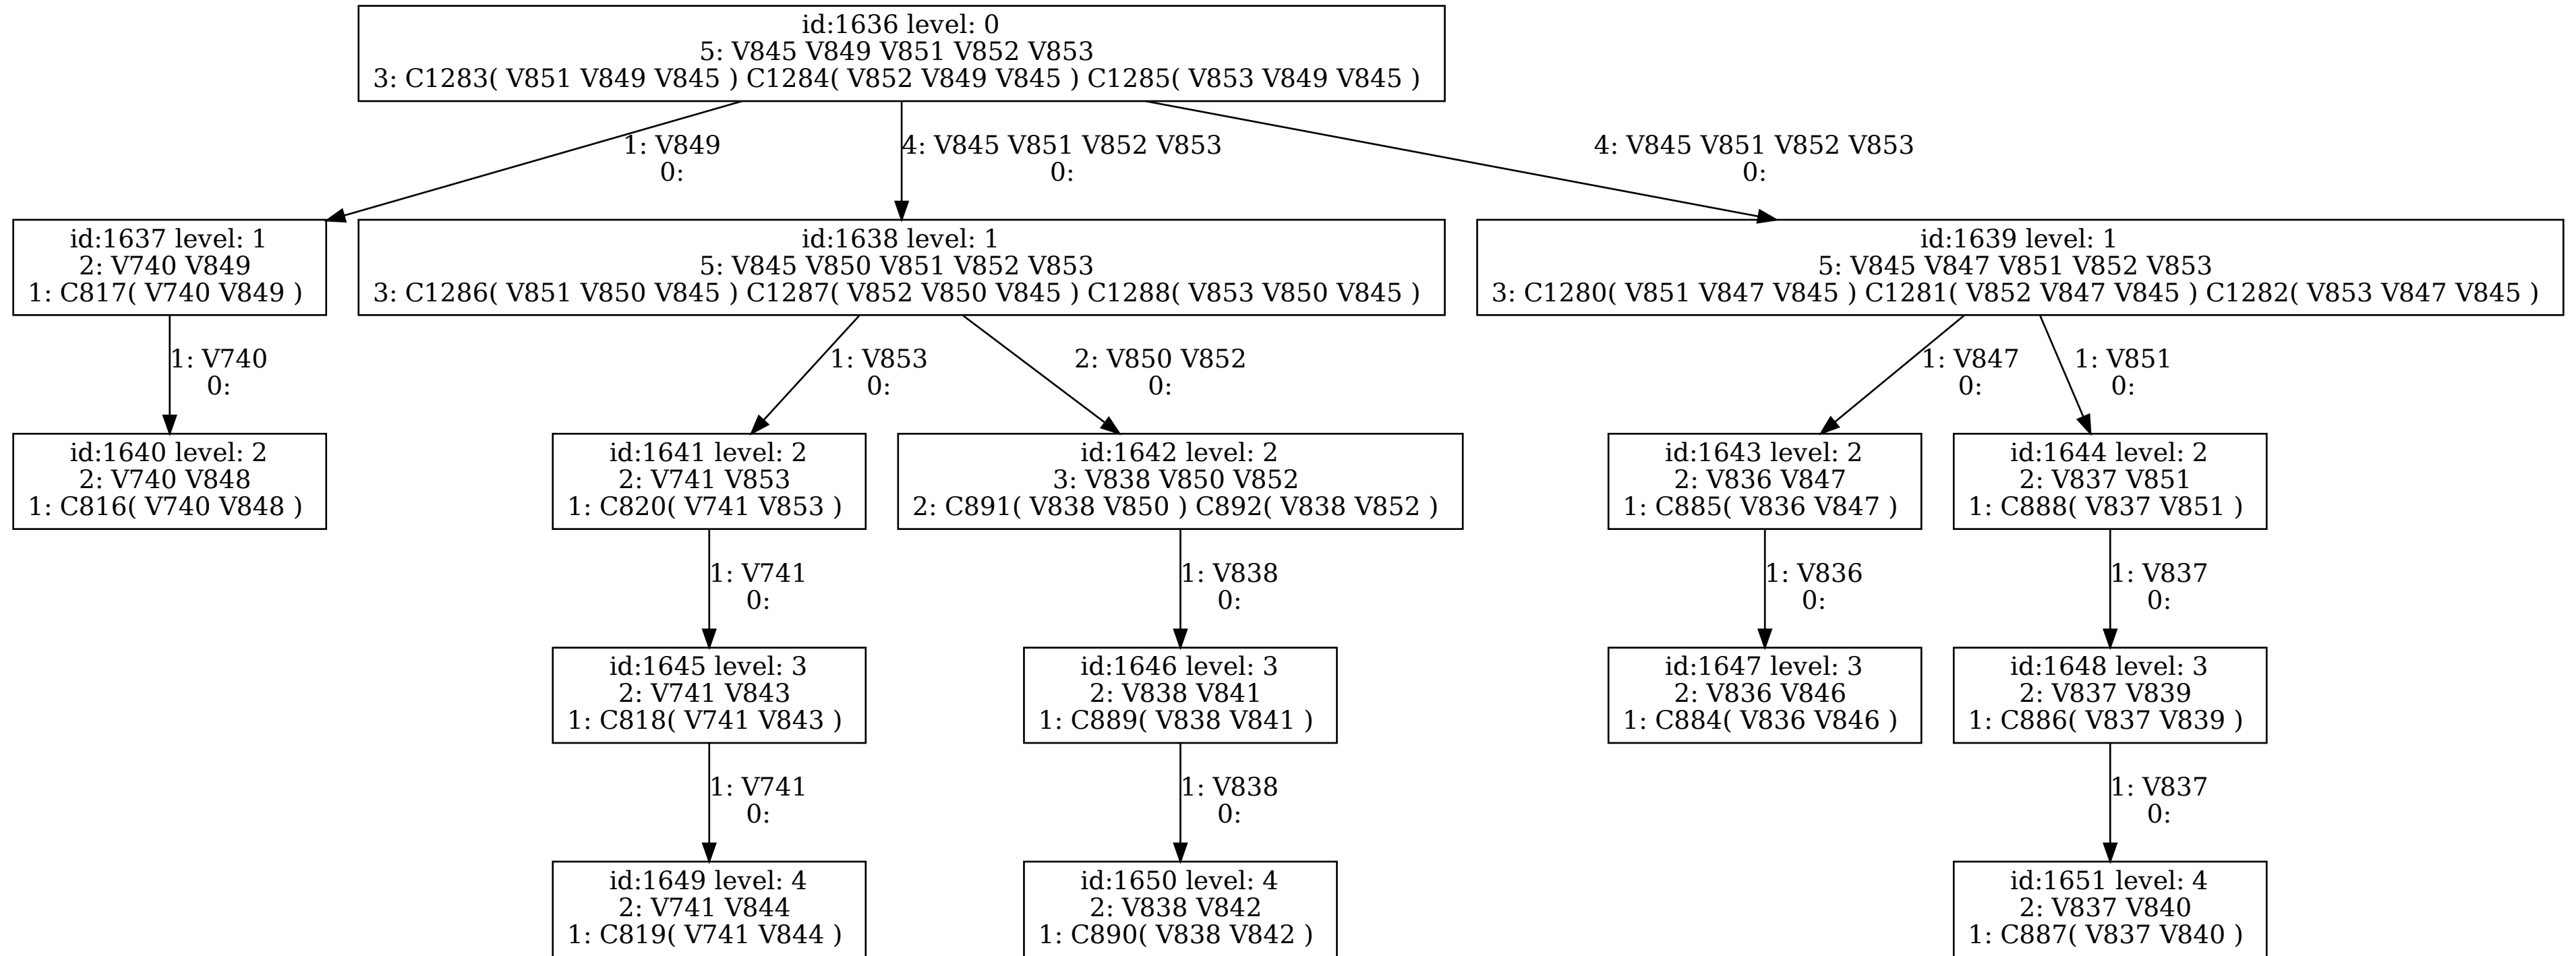 id:1636 level: 0
5: V845 V849 V851 V852 V853
3: C1283( V851 V849 V845 ) C1284( V852 V849 V845 ) C1285( V853 V849 V845 )
1: V849
0:
4: V845 V851 V852 V853
0:
4: V845 V851 V852 V853
0:
id:1637 level: 1
2: V740 V849
1: C817( V740 V849 )
id:1638 level: 1
5: V845 V850 V851 V852 V853
3: C1286( V851 V850 V845 ) C1287( V852 V850 V845 ) C1288( V853 V850 V845 )
id:1639 level: 1
5: V845 V847 V851 V852 V853
3: C1280( V851 V847 V845 ) C1281( V852 V847 V845 ) C1282( V853 V847 V845 )
1: V740
0:
1: V853
0:
2: V850 V852
0:
1: V847
0:
1: V851
0:
id:1640 level: 2
2: V740 V848
1: C816( V740 V848 )
id:1641 level: 2
2: V741 V853
1: C820( V741 V853 )
id:1642 level: 2
3: V838 V850 V852
2: C891( V838 V850 ) C892( V838 V852 )
id:1643 level: 2
2: V836 V847
1: C885( V836 V847 )
id:1644 level: 2
2: V837 V851
1: C888( V837 V851 )
1: V741
0:
1: V838
0:
1: V836
0:
1: V837
0:
id:1645 level: 3
2: V741 V843
1: C818( V741 V843 )
id:1646 level: 3
2: V838 V841
1: C889( V838 V841 )
id:1647 level: 3
2: V836 V846
1: C884( V836 V846 )
id:1648 level: 3
2: V837 V839
1: C886( V837 V839 )
1: V741
0:
1: V838
0:
1: V837
0:
id:1649 level: 4
2: V741 V844
1: C819( V741 V844 )
id:1650 level: 4
2: V838 V842
1: C890( V838 V842 )
id:1651 level: 4
2: V837 V840
1: C887( V837 V840 )